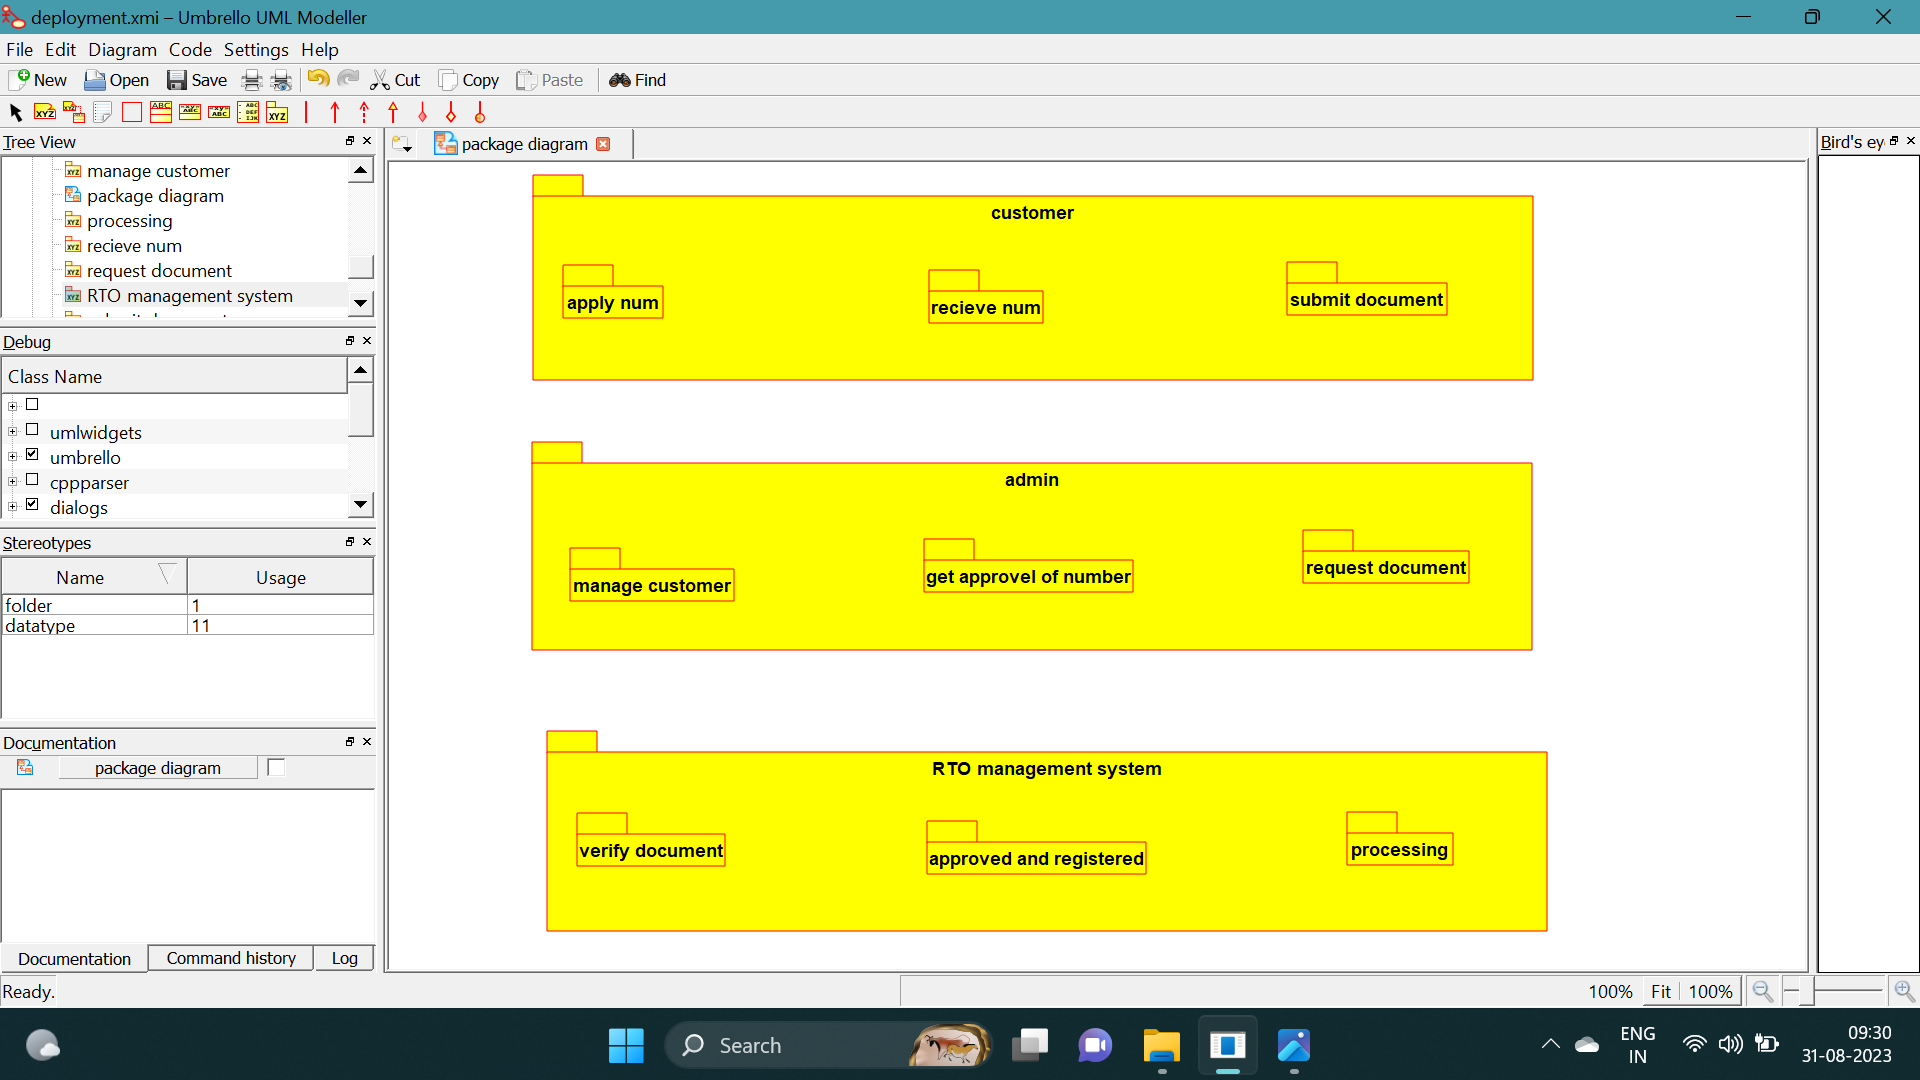 deployment.xmi – Umbrello UML Modeller
File Edit Diagram Code Settings Help
New Open Save Cut Copy Paste Find
Tree View
manage customer
package diagram
processing
recieve num
request document
RTO management system
Debug
Class Name
umlwidgets
umbrello
cppparser
dialogs
Stereotypes
Name Usage
folder 1
datatype 11
Documentation
package diagram
Documentation Command history Log
Ready.
package diagram
customer
apply num
recieve num
submit document
admin
manage customer
get approvel of number
request document
RTO management system
verify document
approved and registered
processing
Bird's ey
100% Fit 100%
Search
ENG
IN
09:30
31-08-2023